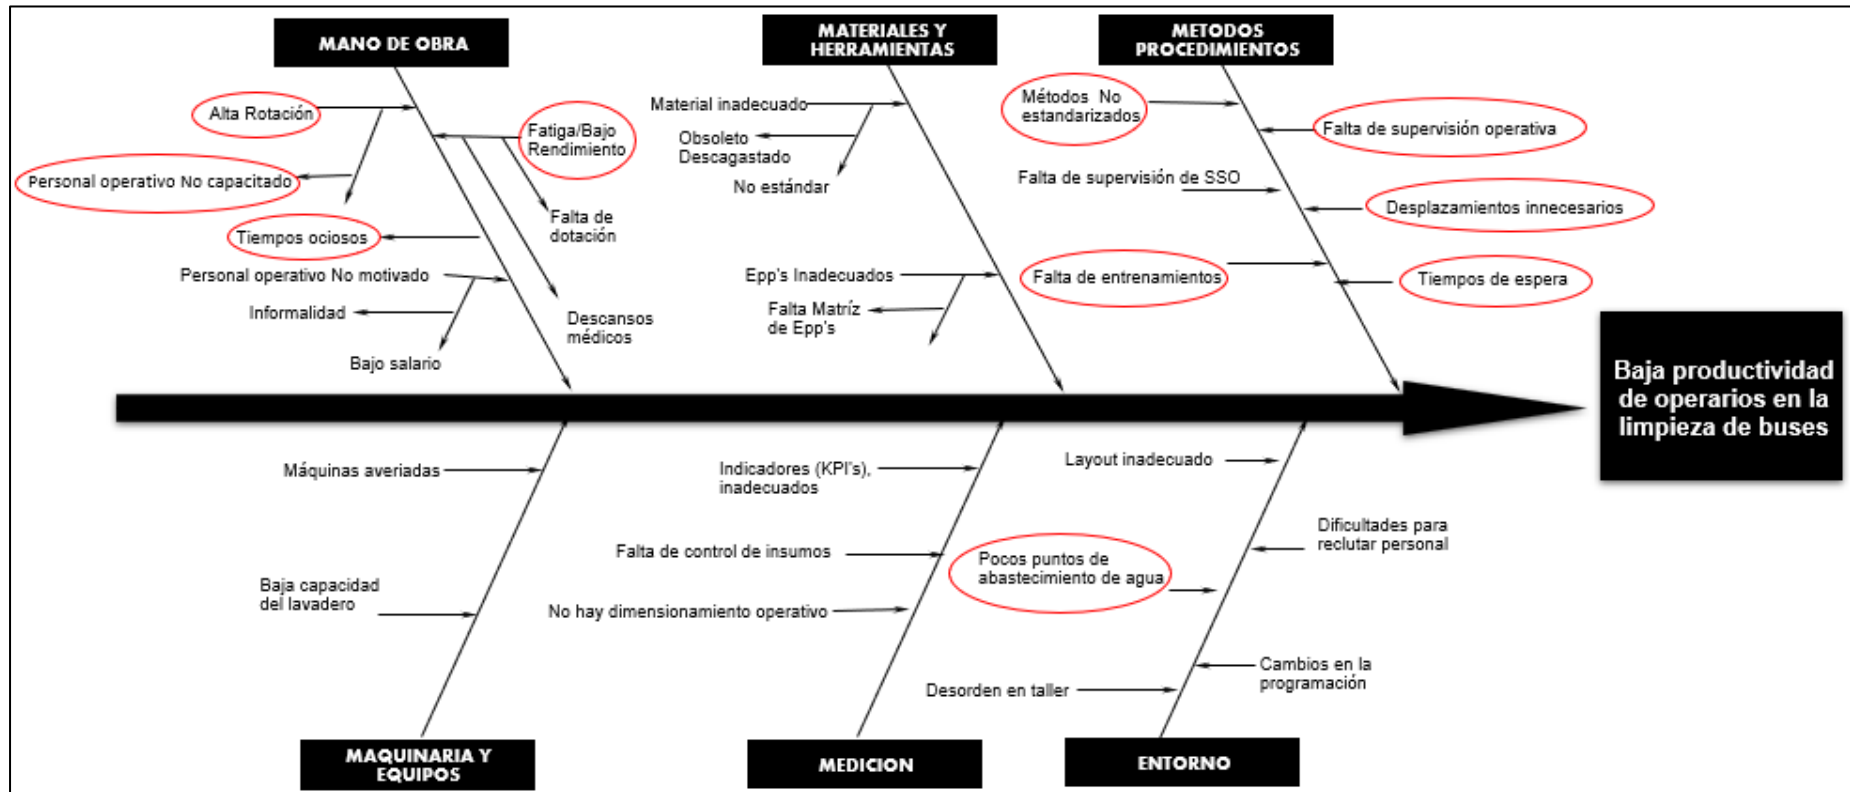 MANO DE OBRA
Alta Rotación
Personal operativo No capacitado
Tiempos ociosos
Personal operativo No motivado
Informalidad
Bajo salario
Fatiga/Bajo
Rendimiento
Falta de
dotación
Descansos
médicos
MATERIALES Y
HERRAMIENTAS
Material inadecuado
Obsoleto
Descagastado
No estándar
Epp's Inadecuados
Falta Matríz
de Epp's
METODOS
PROCEDIMIENTOS
Métodos No
estandarizados
Falta de supervisión operativa
Falta de supervisión de SSO
Desplazamientos innecesarios
Falta de entrenamientos
Tiempos de espera
Baja productividad
de operarios en la
limpieza de buses
Máquinas averiadas
Baja capacidad
del lavadero
MAQUINARIA Y
EQUIPOS
Indicadores (KPI's),
inadecuados
Falta de control de insumos
No hay dimensionamiento operativo
MEDICION
Layout inadecuado
Dificultades para
reclutar personal
Pocos puntos de
abastecimiento de agua
Cambios en la
programación
Desorden en taller
ENTORNO